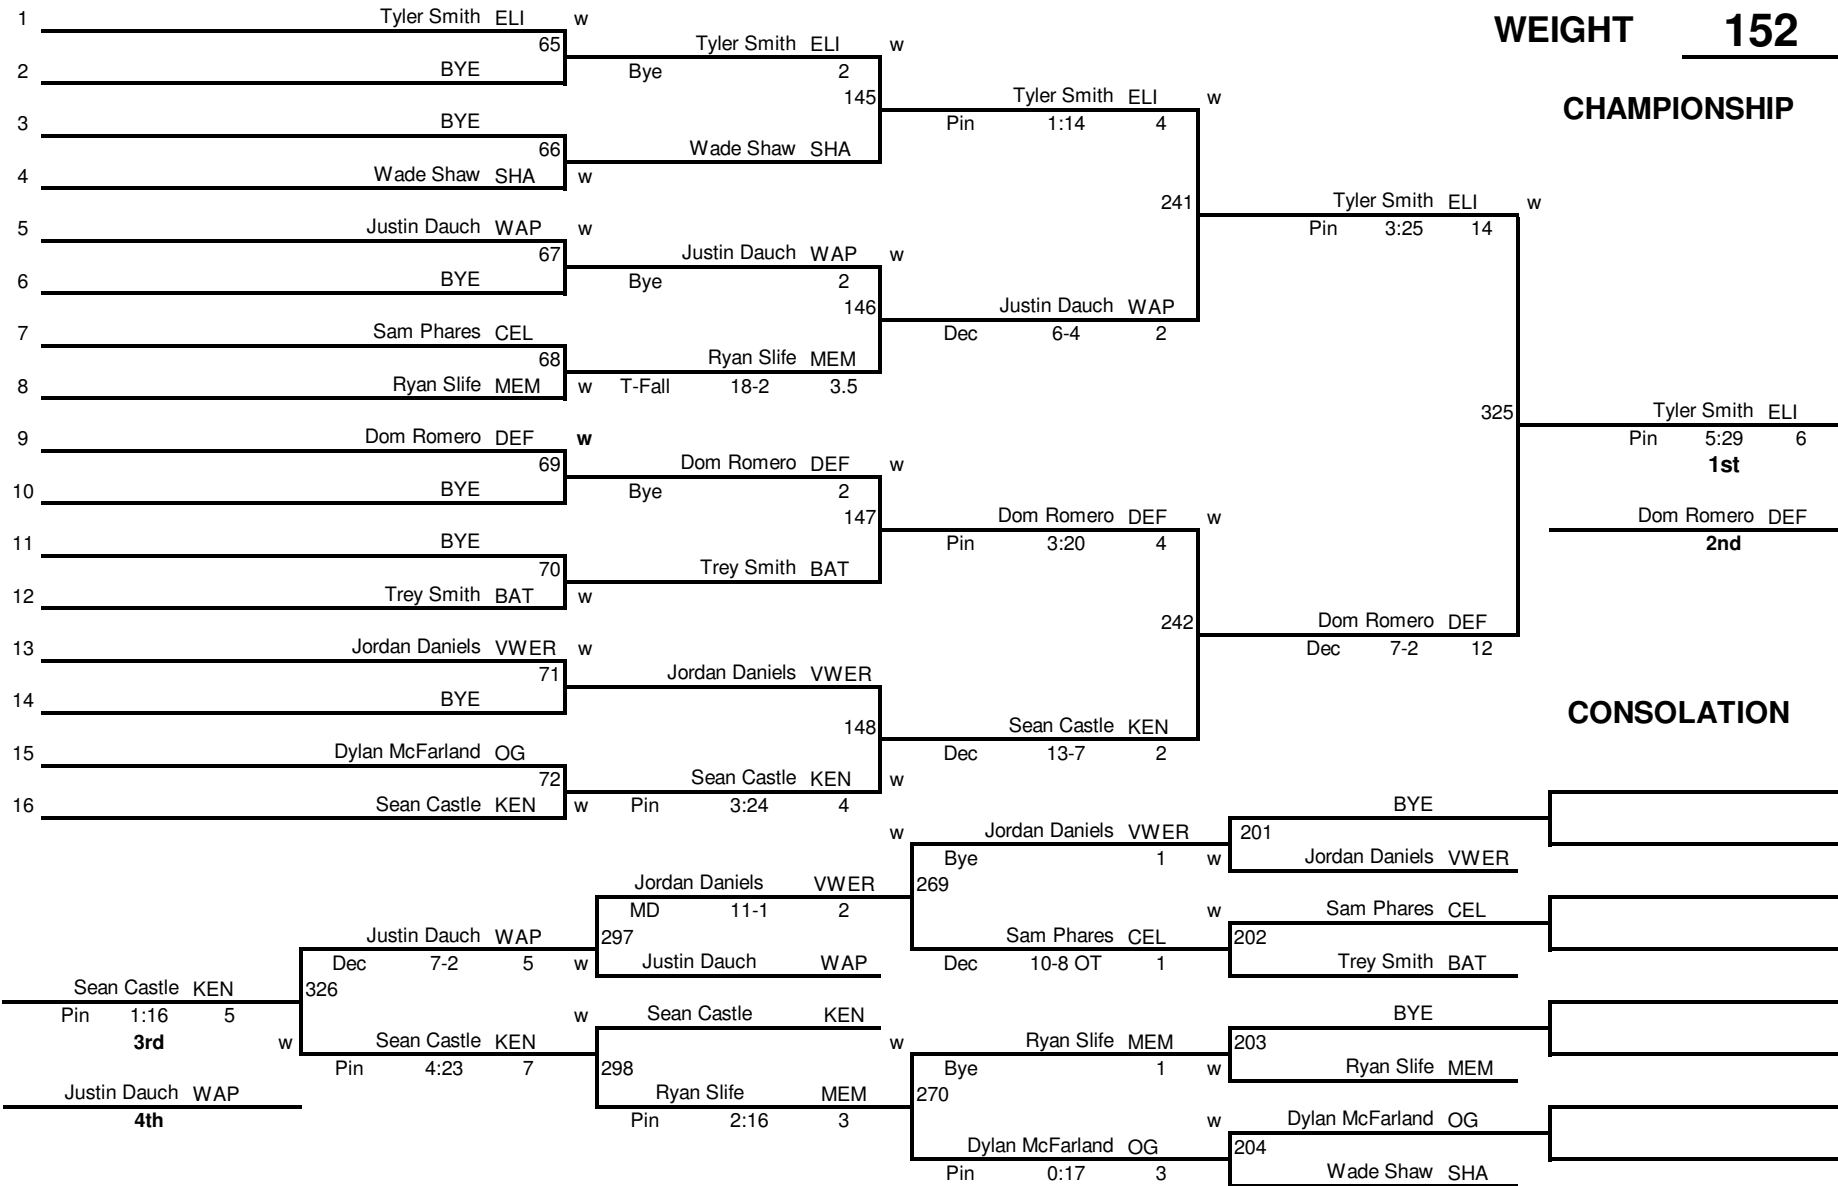 1 Tyler Smith ELI w WEIGHT 152
65 Tyler Smith ELI w
2 BYE Bye 2
145 Tyler Smith ELI w
3 BYE Pin 1:14 4 CHAMPIONSHIP
66 Wade Shaw SHA
4 Wade Shaw SHA w
241 Tyler Smith ELI w
5 Justin Dauch WAP w Pin 3:25 14
67 Justin Dauch WAP w
6 BYE Bye 2
146 Justin Dauch WAP
7 Sam Phares CEL Dec 6-4 2
68 Ryan Slife MEM
8 Ryan Slife MEM w T-Fall 18-2 3.5
325 Tyler Smith ELI
9 Dom Romero DEF w Pin 5:29 6
69 Dom Romero DEF w 1st
10 BYE Bye 2
147 Dom Romero DEF w Dom Romero DEF
11 BYE Pin 3:20 4 2nd
70 Trey Smith BAT
12 Trey Smith BAT w
242 Dom Romero DEF
13 Jordan Daniels VWER w Dec 7-2 12
71 Jordan Daniels VWER
14 BYE CONSOLATION
148 Sean Castle KEN
15 Dylan McFarland OG Dec 13-7 2
72 Sean Castle KEN w
16 Sean Castle KEN w Pin 3:24 4 BYE
w Jordan Daniels VWER 201
Bye 1 w Jordan Daniels VWER
Jordan Daniels VWER 269
MD 11-1 2 w Sam Phares CEL
Justin Dauch WAP 297 Sam Phares CEL 202
Dec 7-2 5 w Justin Dauch WAP Dec 10-8 OT 1 Trey Smith BAT
Sean Castle KEN 326
Pin 1:16 5 w Sean Castle KEN BYE
3rd w Sean Castle KEN w Ryan Slife MEM 203
Pin 4:23 7 298 Bye 1 w Ryan Slife MEM
Justin Dauch WAP Ryan Slife MEM 270
4th Pin 2:16 3 w Dylan McFarland OG
Dylan McFarland OG 204
Pin 0:17 3 Wade Shaw SHA